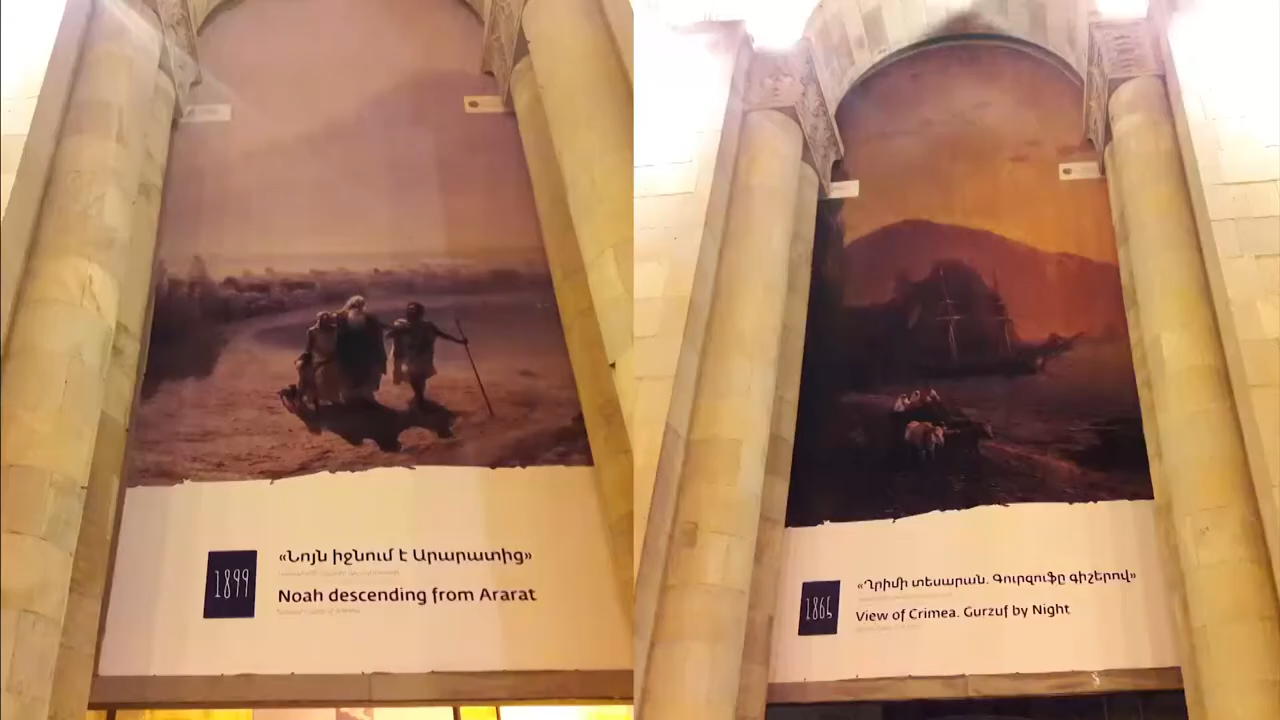 1899
«Նոյն իջնում է Արարատից»
Noah descending from Ararat
1865
«Ղրիմի տեսարան. Գուրզուֆը գիշերով»
View of Crimea. Gurzuf by Night